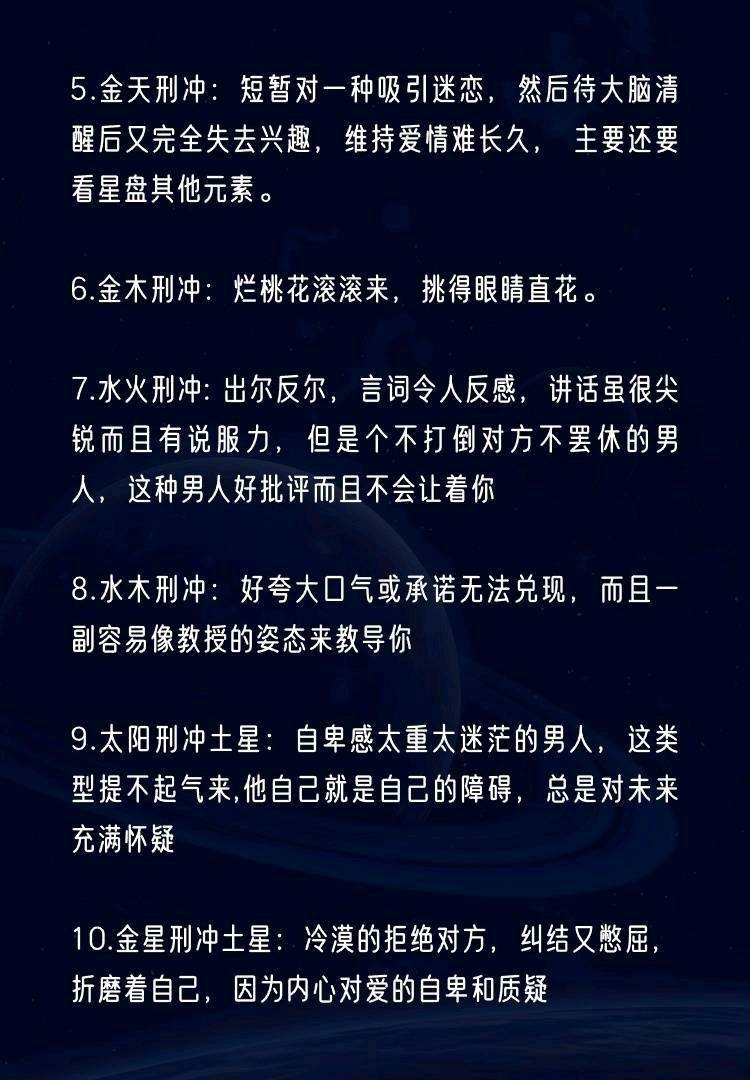 5.金天刑冲：短暂对一种吸引迷恋，然后待大脑清
醒后又完全失去兴趣，维持爱情难长久， 主要还要
看星盘其他元素。
6.金木刑冲：烂桃花滚滚来，挑得眼睛直花。
7.水火刑冲: 出尔反尔，言词令人反感，讲话虽很尖
锐而且有说服力，但是个不打倒对方不罢休的男
人，这种男人好批评而且不会让着你
8.水木刑冲：好夸大口气或承诺无法兑现，而且一
副容易像教授的姿态来教导你
9.太阳刑冲土星：自卑感太重太迷茫的男人，这类
型提不起气来,他自己就是自己的障碍，总是对未来
充满怀疑
10.金星刑冲土星：冷漠的拒绝对方，纠结又憋屈，
折磨着自己，因为内心对爱的自卑和质疑